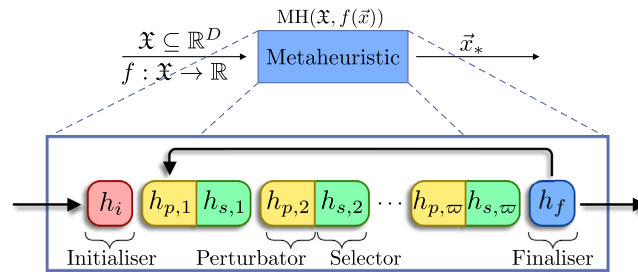 MH(𝔛, f(x⃗))
𝔛 ⊆ ℝ^D
f : 𝔛 → ℝ
Metaheuristic
x⃗_*
h_i h_{p,1} h_{s,1} h_{p,2} h_{s,2} ⋯ h_{p,ϖ} h_{s,ϖ} h_f
Initialiser Perturbator Selector Finaliser